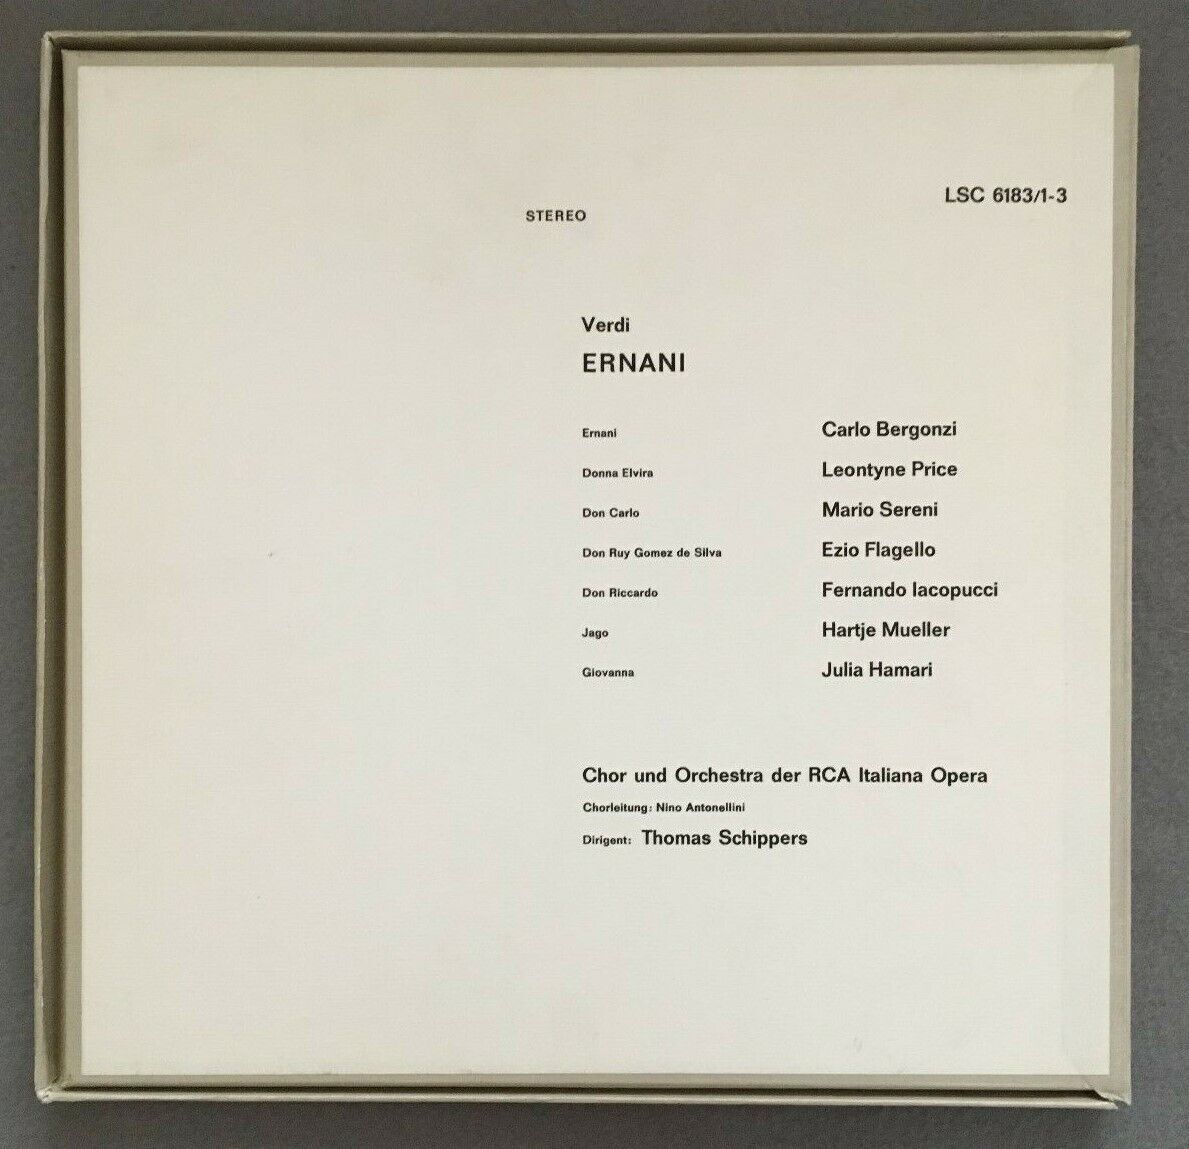 LSC 6183/1-3
STEREO
Verdi
ERNANI
Ernani Carlo Bergonzi
Donna Elvira Leontyne Price
Don Carlo Mario Sereni
Don Ruy Gomez de Silva Ezio Flagello
Don Riccardo Fernando Iacopucci
Jago Hartje Mueller
Giovanna Julia Hamari
Chor und Orchestra der RCA Italiana Opera
Chorleitung: Nino Antonellini
Dirigent: Thomas Schippers